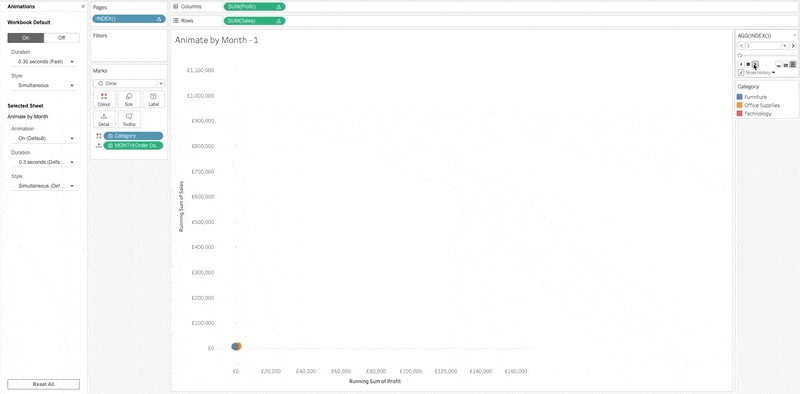 Animations
Workbook Default
On
Off
Duration
0.30 seconds (Fast)
Style
Simultaneous
Selected Sheet
Animate by Month
Animation
On (Default)
Duration
0.3 seconds (Defa...
Style
Simultaneous (Def...
Reset All
Pages
INDEX()
Filters
Marks
Circle
Colour
Size
Label
Detail
Tooltip
Category
MONTH(Order Da..
Columns
SUM(Profit)
Rows
SUM(Sales)
Animate by Month - 1
£1,100,000
£1,000,000
£900,000
£800,000
£700,000
£600,000
£500,000
£400,000
£300,000
£200,000
£100,000
£0
Running Sum of Sales
£0
£20,000
£40,000
£60,000
£80,000
£100,000
£120,000
£140,000
£160,000
Running Sum of Profit
AGG(INDEX())
1
Show history
Category
Furniture
Office Supplies
Technology